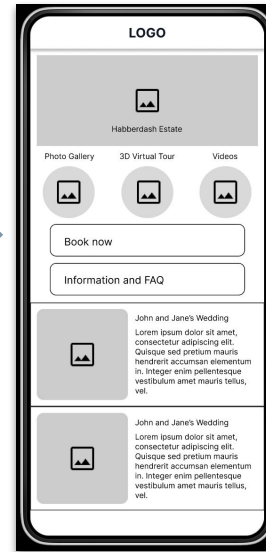 LOGO
Habberdash Estate
Photo Gallery 3D Virtual Tour Videos
Book now
Information and FAQ
John and Jane's Wedding
Lorem ipsum dolor sit amet,
consectetur adipiscing elit.
Quisque sed pretium mauris
hendrerit accumsan elementum
in. Integer enim pellentesque
vestibulum amet mauris tellus,
vel.
John and Jane's Wedding
Lorem ipsum dolor sit amet,
consectetur adipiscing elit.
Quisque sed pretium mauris
hendrerit accumsan elementum
in. Integer enim pellentesque
vestibulum amet mauris tellus,
vel.